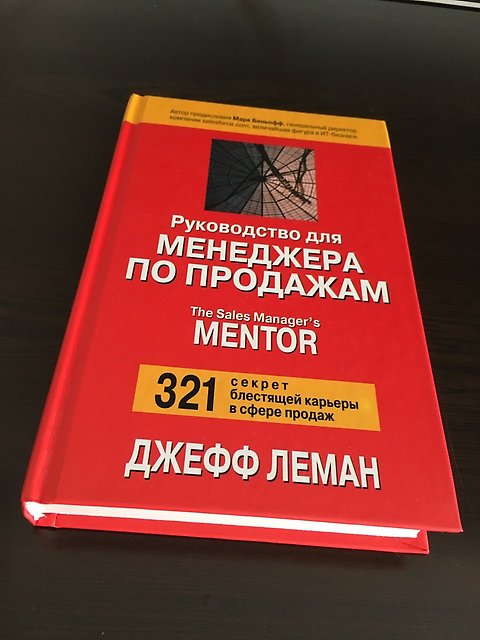 Автор предисловия Марк Беньофф, генеральный директор
компании salesforce.com, величайшая фигура в ИТ-бизнесе
Руководство для
МЕНЕДЖЕРА
ПО ПРОДАЖАМ
The Sales Manager's
MENTOR
321 секрет
блестящей карьеры
в сфере продаж
ДЖЕФФ ЛЕМАН